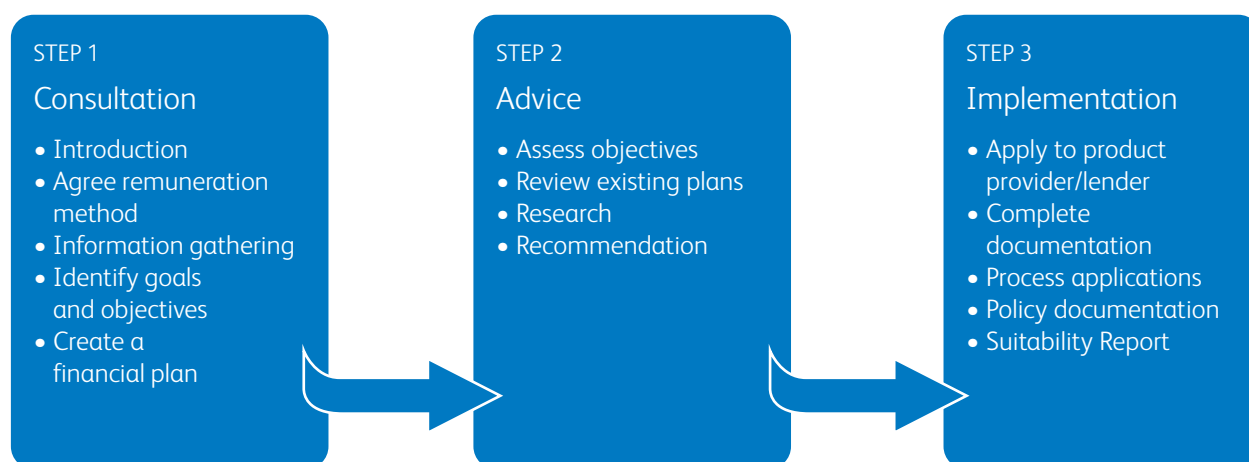 STEP 1
Consultation
• Introduction
• Agree remuneration
method
• Information gathering
• Identify goals
and objectives
• Create a
financial plan
STEP 2
Advice
• Assess objectives
• Review existing plans
• Research
• Recommendation
STEP 3
Implementation
• Apply to product
provider/lender
• Complete
documentation
• Process applications
• Policy documentation
• Suitability Report